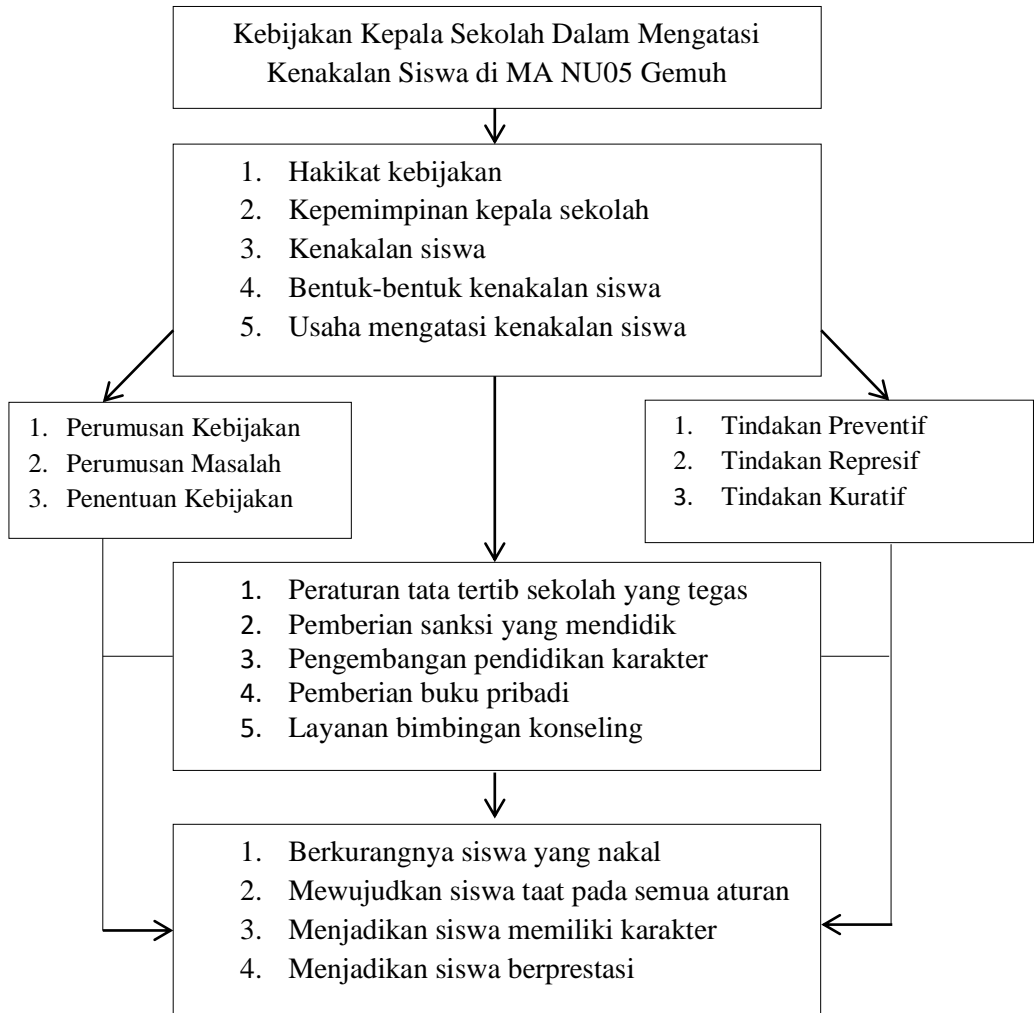 Kebijakan Kepala Sekolah Dalam Mengatasi
Kenakalan Siswa di MA NU05 Gemuh
1. Hakikat kebijakan
2. Kepemimpinan kepala sekolah
3. Kenakalan siswa
4. Bentuk-bentuk kenakalan siswa
5. Usaha mengatasi kenakalan siswa
1. Perumusan Kebijakan
2. Perumusan Masalah
3. Penentuan Kebijakan
1. Tindakan Preventif
2. Tindakan Represif
3. Tindakan Kuratif
1. Peraturan tata tertib sekolah yang tegas
2. Pemberian sanksi yang mendidik
3. Pengembangan pendidikan karakter
4. Pemberian buku pribadi
5. Layanan bimbingan konseling
1. Berkurangnya siswa yang nakal
2. Mewujudkan siswa taat pada semua aturan
3. Menjadikan siswa memiliki karakter
4. Menjadikan siswa berprestasi